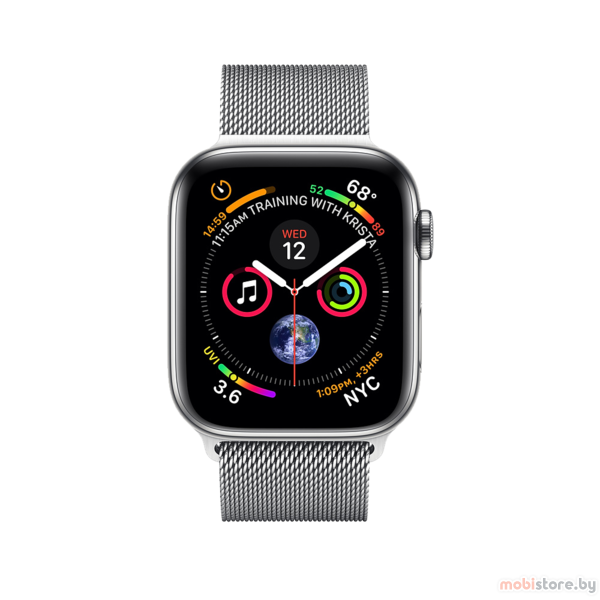 14:59
11:15AM TRAINING WITH KRISTA
52
68°
89
WED
12
UVI
3.6
1:09PM, +3HRS
NYC
mobistore.by